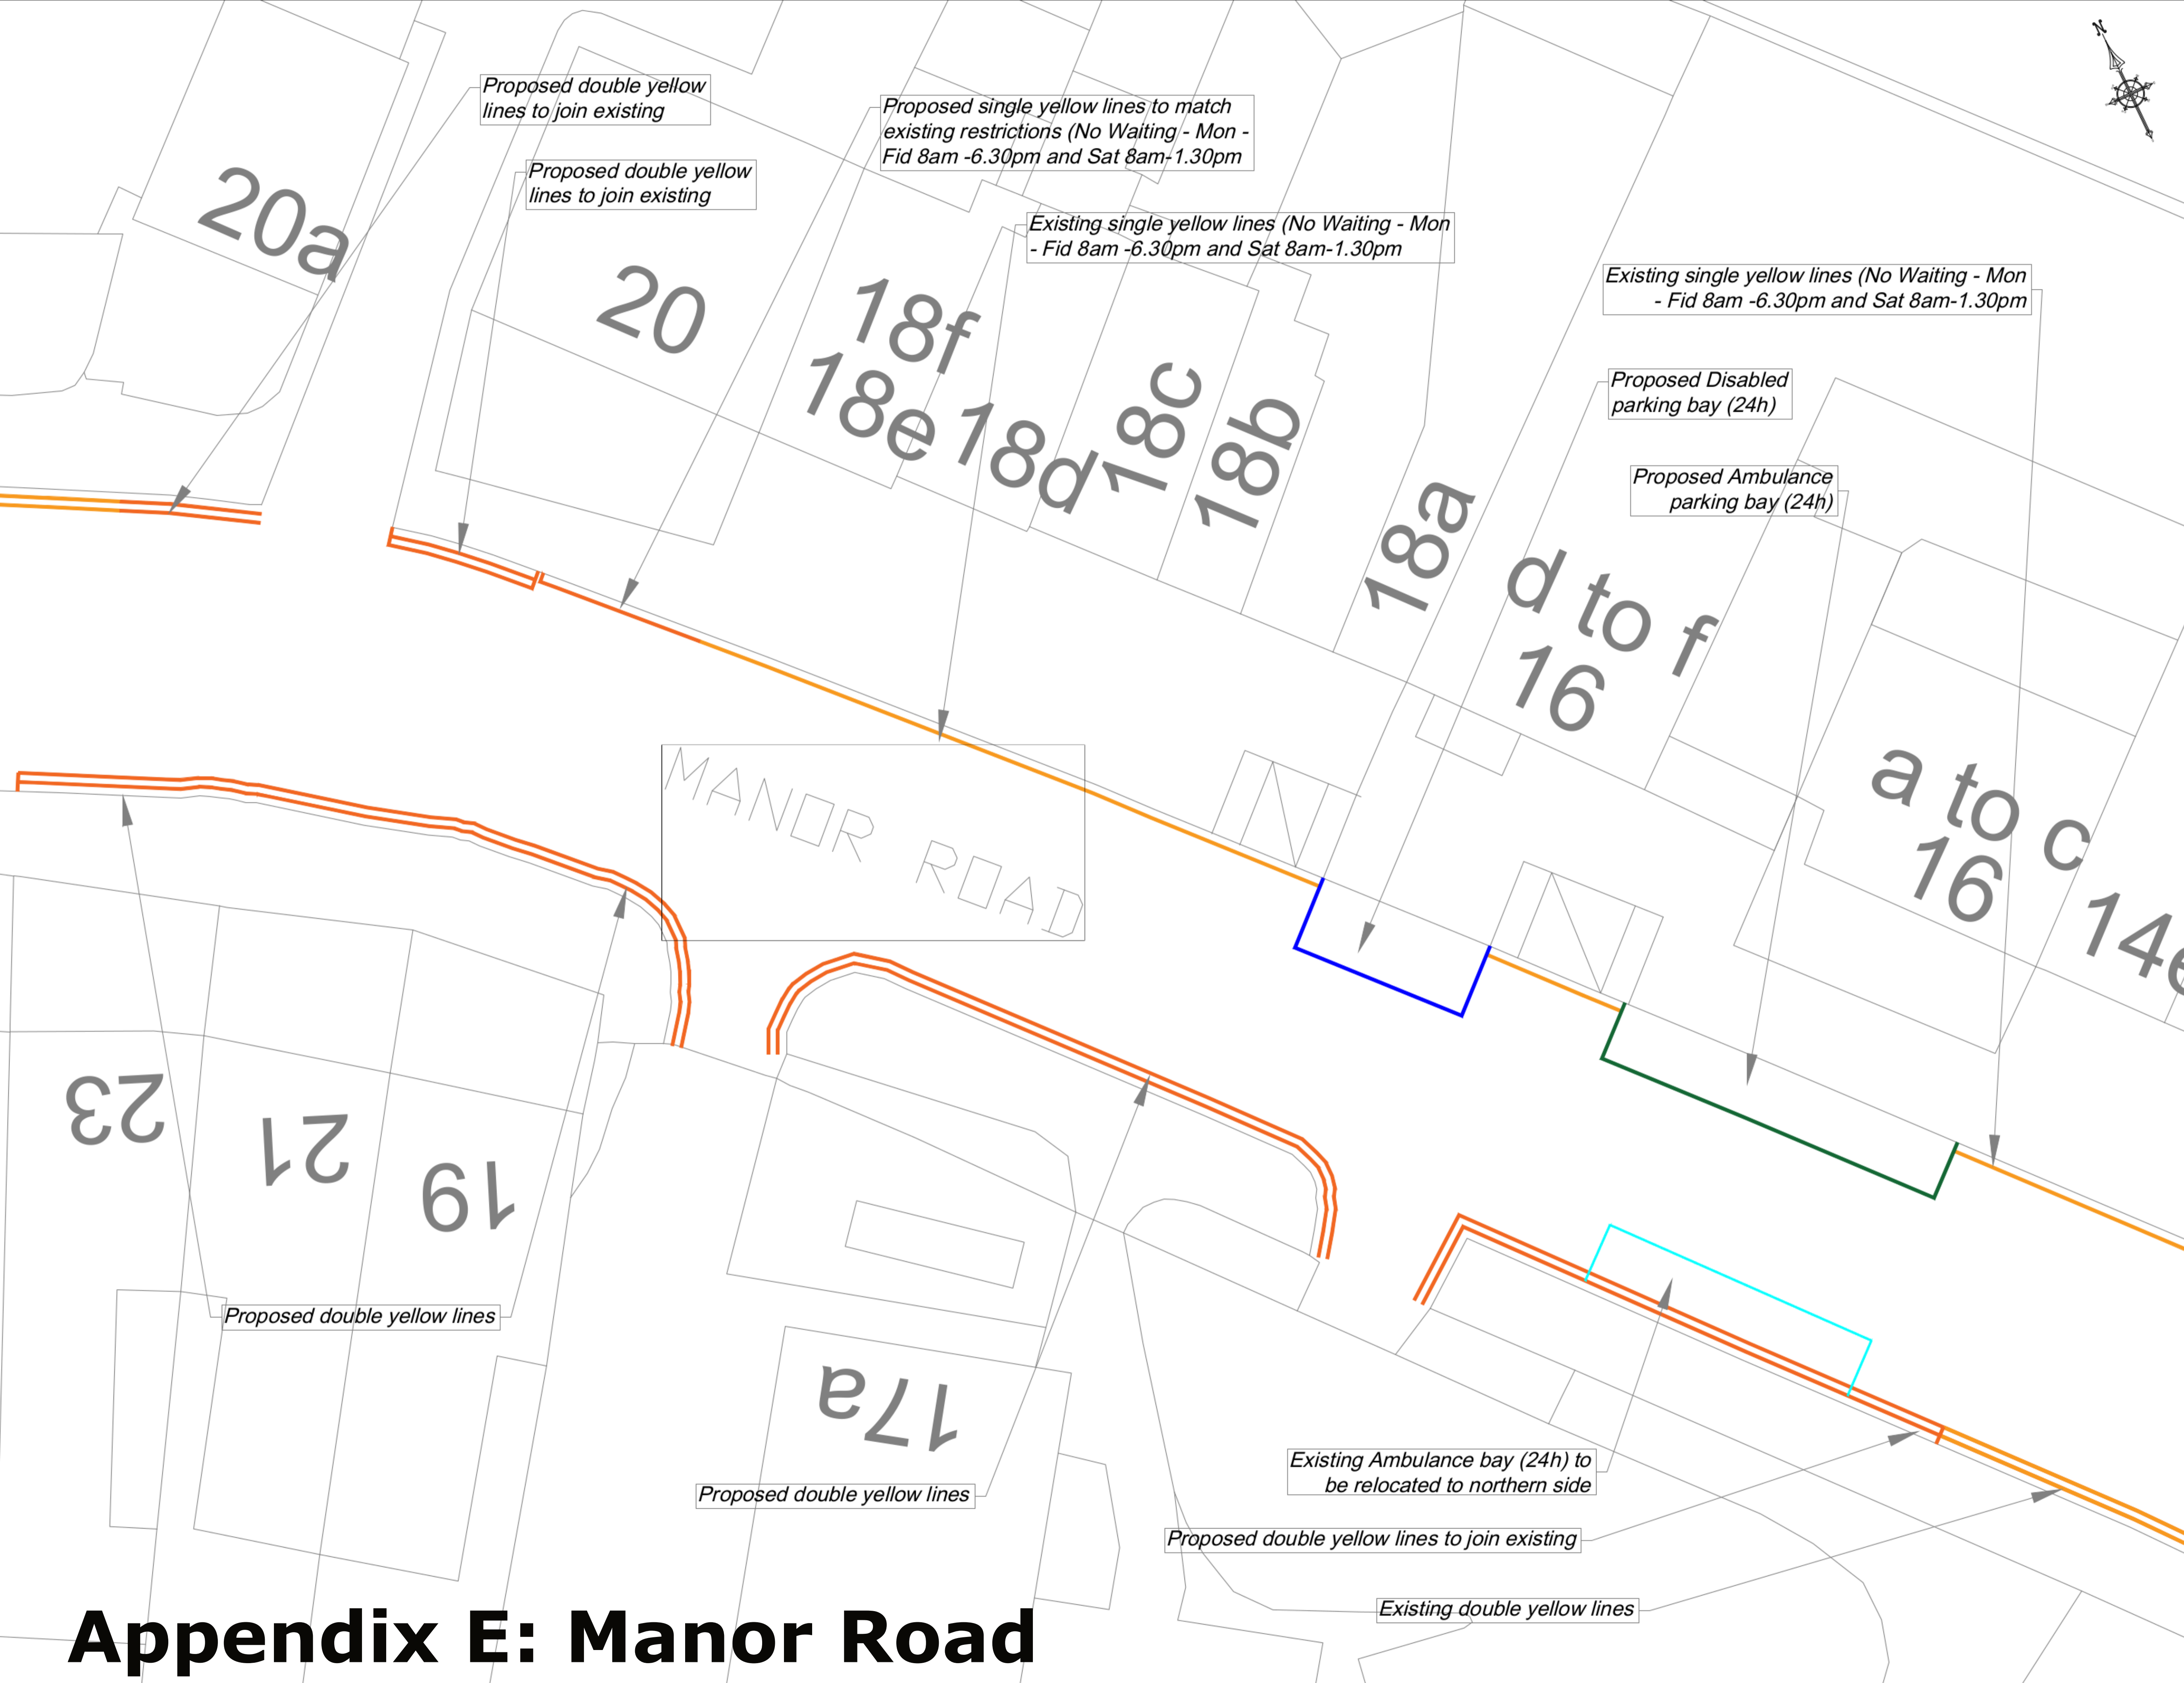 N
Proposed double yellow
lines to join existing
Proposed single yellow lines to match
existing restrictions (No Waiting - Mon -
Fid 8am -6.30pm and Sat 8am-1.30pm
Proposed double yellow
lines to join existing
Existing single yellow lines (No Waiting - Mon
- Fid 8am -6.30pm and Sat 8am-1.30pm
Existing single yellow lines (No Waiting - Mon
- Fid 8am -6.30pm and Sat 8am-1.30pm
Proposed Disabled
parking bay (24h)
Proposed Ambulance
parking bay (24h)
20a
20
18f
18e
18d
18c
18b
18a
d to f
16
a to c
16
14e
MANOR ROAD
23
21
19
17a
Proposed double yellow lines
Proposed double yellow lines
Existing Ambulance bay (24h) to
be relocated to northern side
Proposed double yellow lines to join existing
Existing double yellow lines
Appendix E: Manor Road